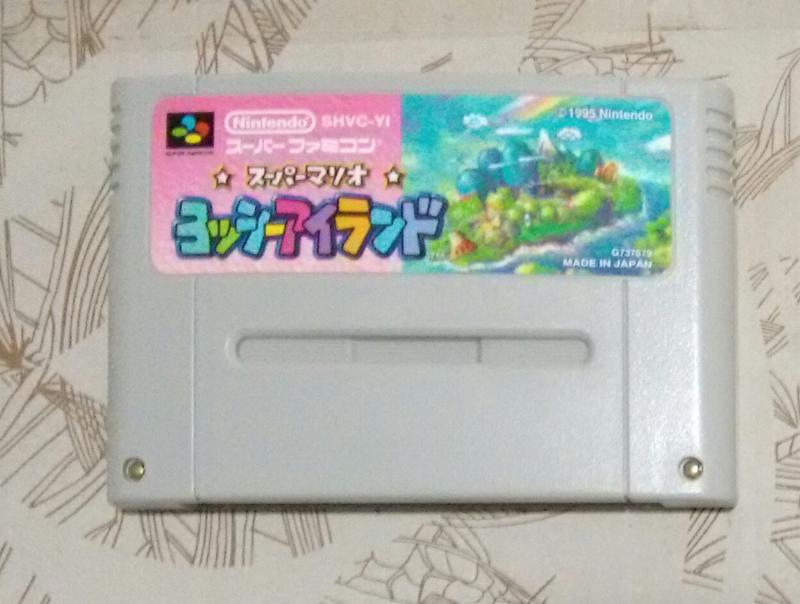 Nintendo SHVC-YI
スーパーファミコン
スーパーマリオ
ヨッシーアイランド
©1995 Nintendo
MADE IN JAPAN